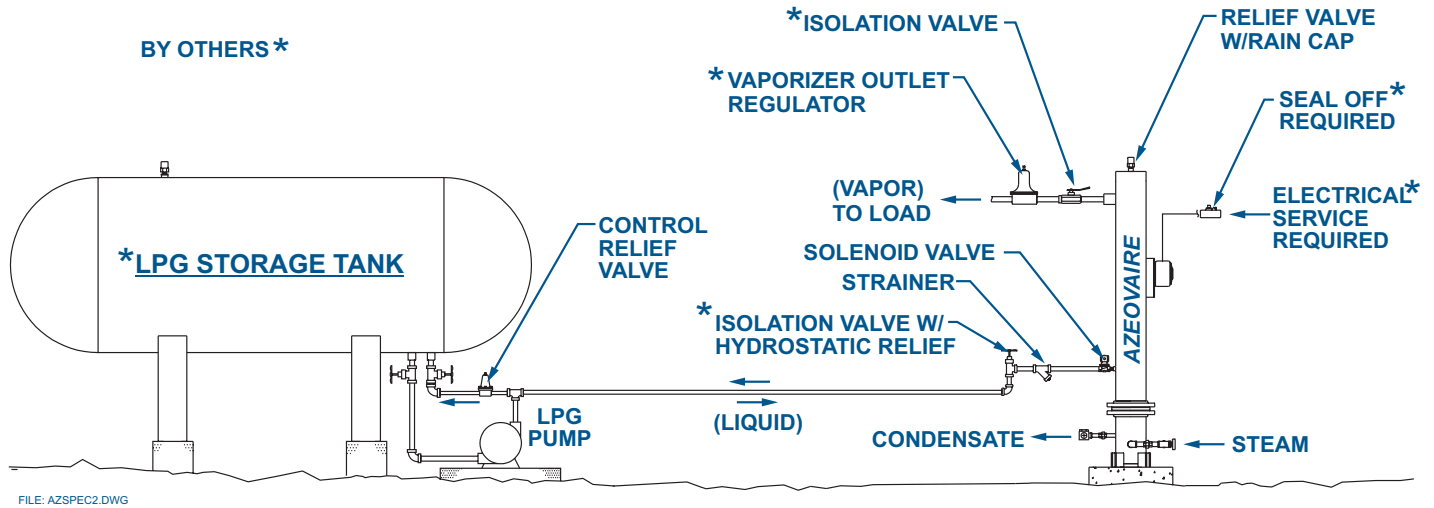 BY OTHERS*
*ISOLATION VALVE
RELIEF VALVE
W/RAIN CAP
*VAPORIZER OUTLET
REGULATOR
SEAL OFF*
REQUIRED
(VAPOR)
TO LOAD
ELECTRICAL*
SERVICE
REQUIRED
CONTROL
RELIEF
VALVE
*LPG STORAGE TANK
SOLENOID VALVE
STRAINER
*ISOLATION VALVE W/
HYDROSTATIC RELIEF
AZEOVAIRE
LPG
PUMP
(LIQUID)
CONDENSATE
STEAM
FILE: AZSPEC2.DWG